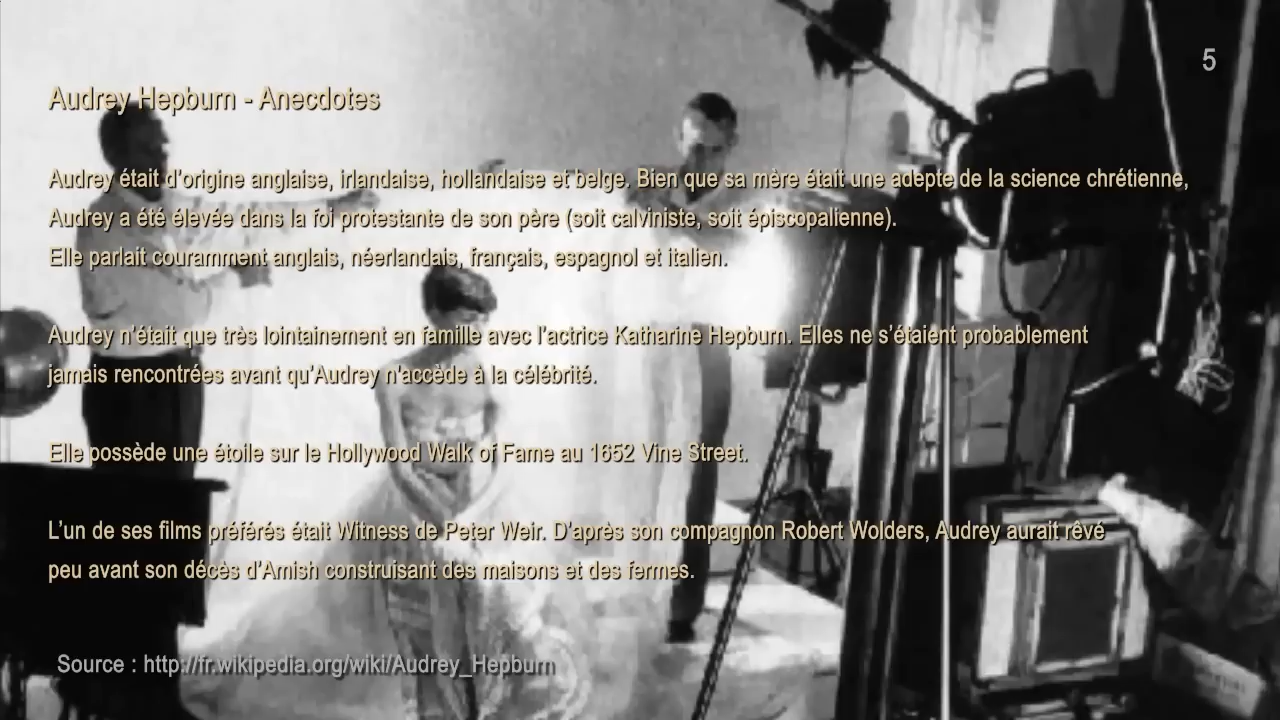 5
Audrey Hepburn - Anecdotes
Audrey était d'origine anglaise, irlandaise, hollandaise et belge. Bien que sa mère était une adepte de la science chrétienne,
Audrey a été élevée dans la foi protestante de son père (soit calviniste, soit épiscopalienne).
Elle parlait couramment anglais, néerlandais, français, espagnol et italien.
Audrey n'était que très lointainement en famille avec l'actrice Katharine Hepburn. Elles ne s'étaient probablement
jamais rencontrées avant qu'Audrey n'accède à la célébrité.
Elle possède une étoile sur le Hollywood Walk of Fame au 1652 Vine Street.
L'un de ses films préférés était Witness de Peter Weir. D'après son compagnon Robert Wolders, Audrey aurait rêvé
peu avant son décès d'Amish construisant des maisons et des fermes.
Source : http://fr.wikipedia.org/wiki/Audrey_Hepburn